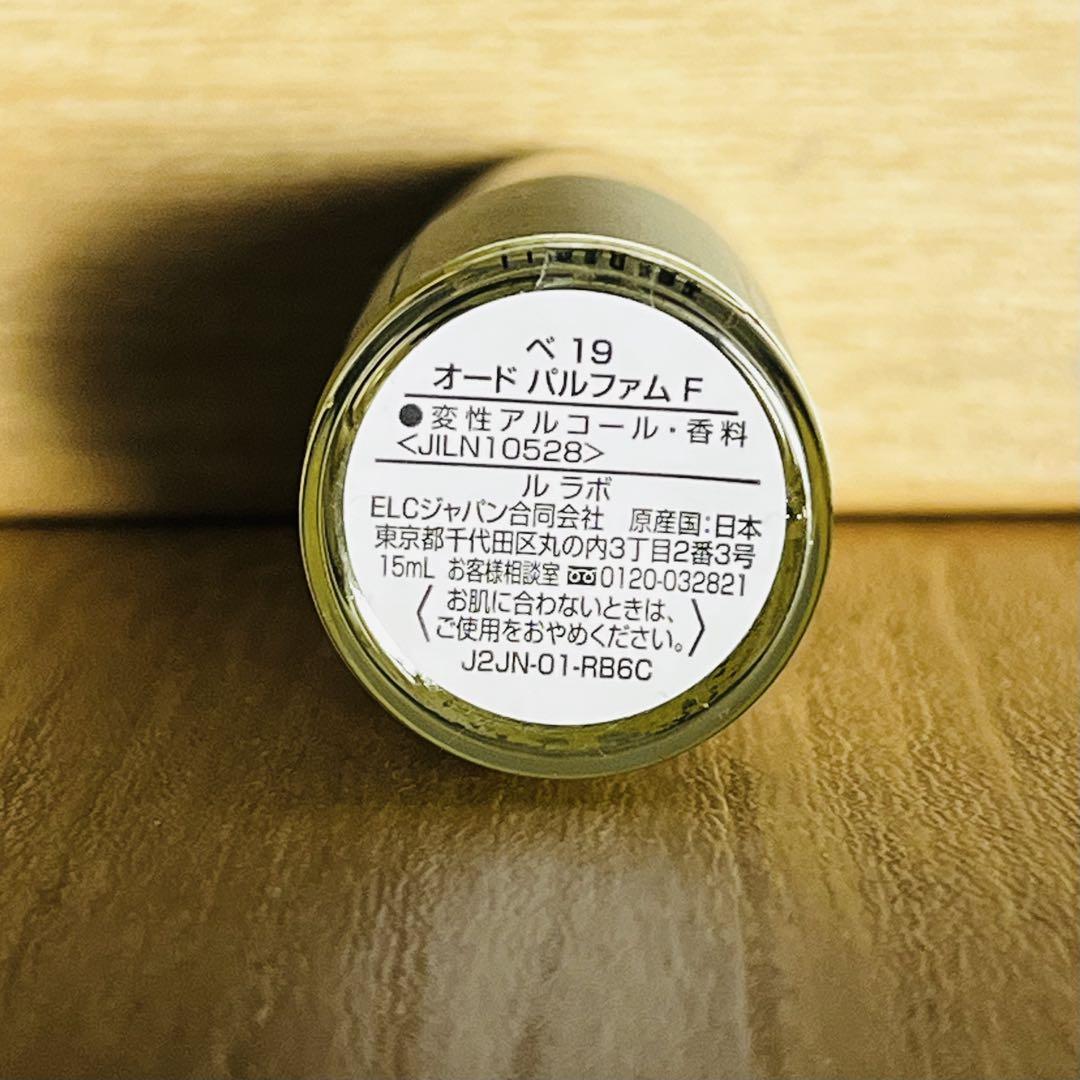 ベ 19
オード パルファム F
●変性アルコール・香料
<JILN10528>
ル ラボ
ELCジャパン合同会社 原産国:日本
東京都千代田区丸の内3丁目2番3号
15mL お客様相談室 0120-032821
〈お肌に合わないときは、
ご使用をおやめください。〉
J2JN-01-RB6C